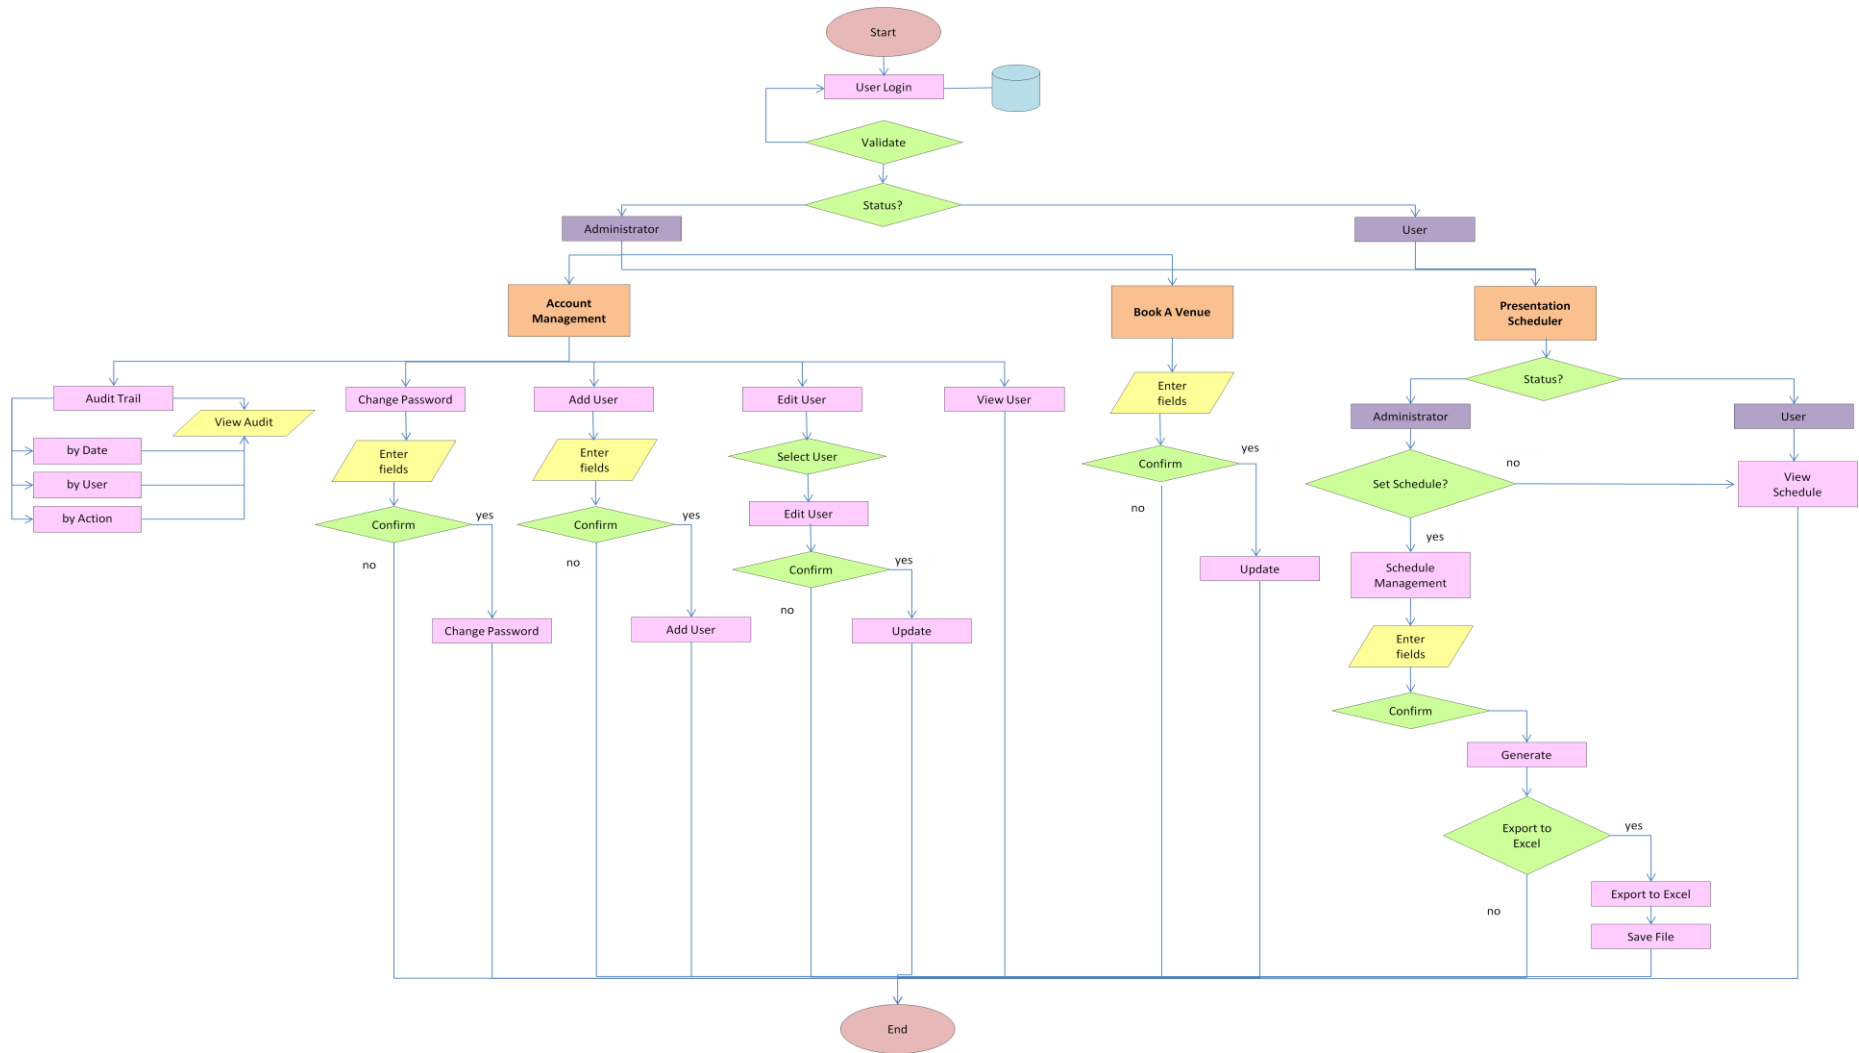 Start
User Login
Validate
Status?
Administrator
User
Account
Management
Book A Venue
Presentation
Scheduler
Audit Trail
View Audit
by Date
by User
by Action
Change Password
Enter
fields
Confirm
yes
no
Change Password
Add User
Enter
fields
Confirm
yes
no
Add User
Edit User
Select User
Edit User
Confirm
yes
no
Update
View User
Enter
fields
Confirm
yes
no
Update
Status?
Administrator
User
Set Schedule?
no
View
Schedule
yes
Schedule
Management
Enter
fields
Confirm
Generate
Export to
Excel
yes
no
Export to Excel
Save File
End